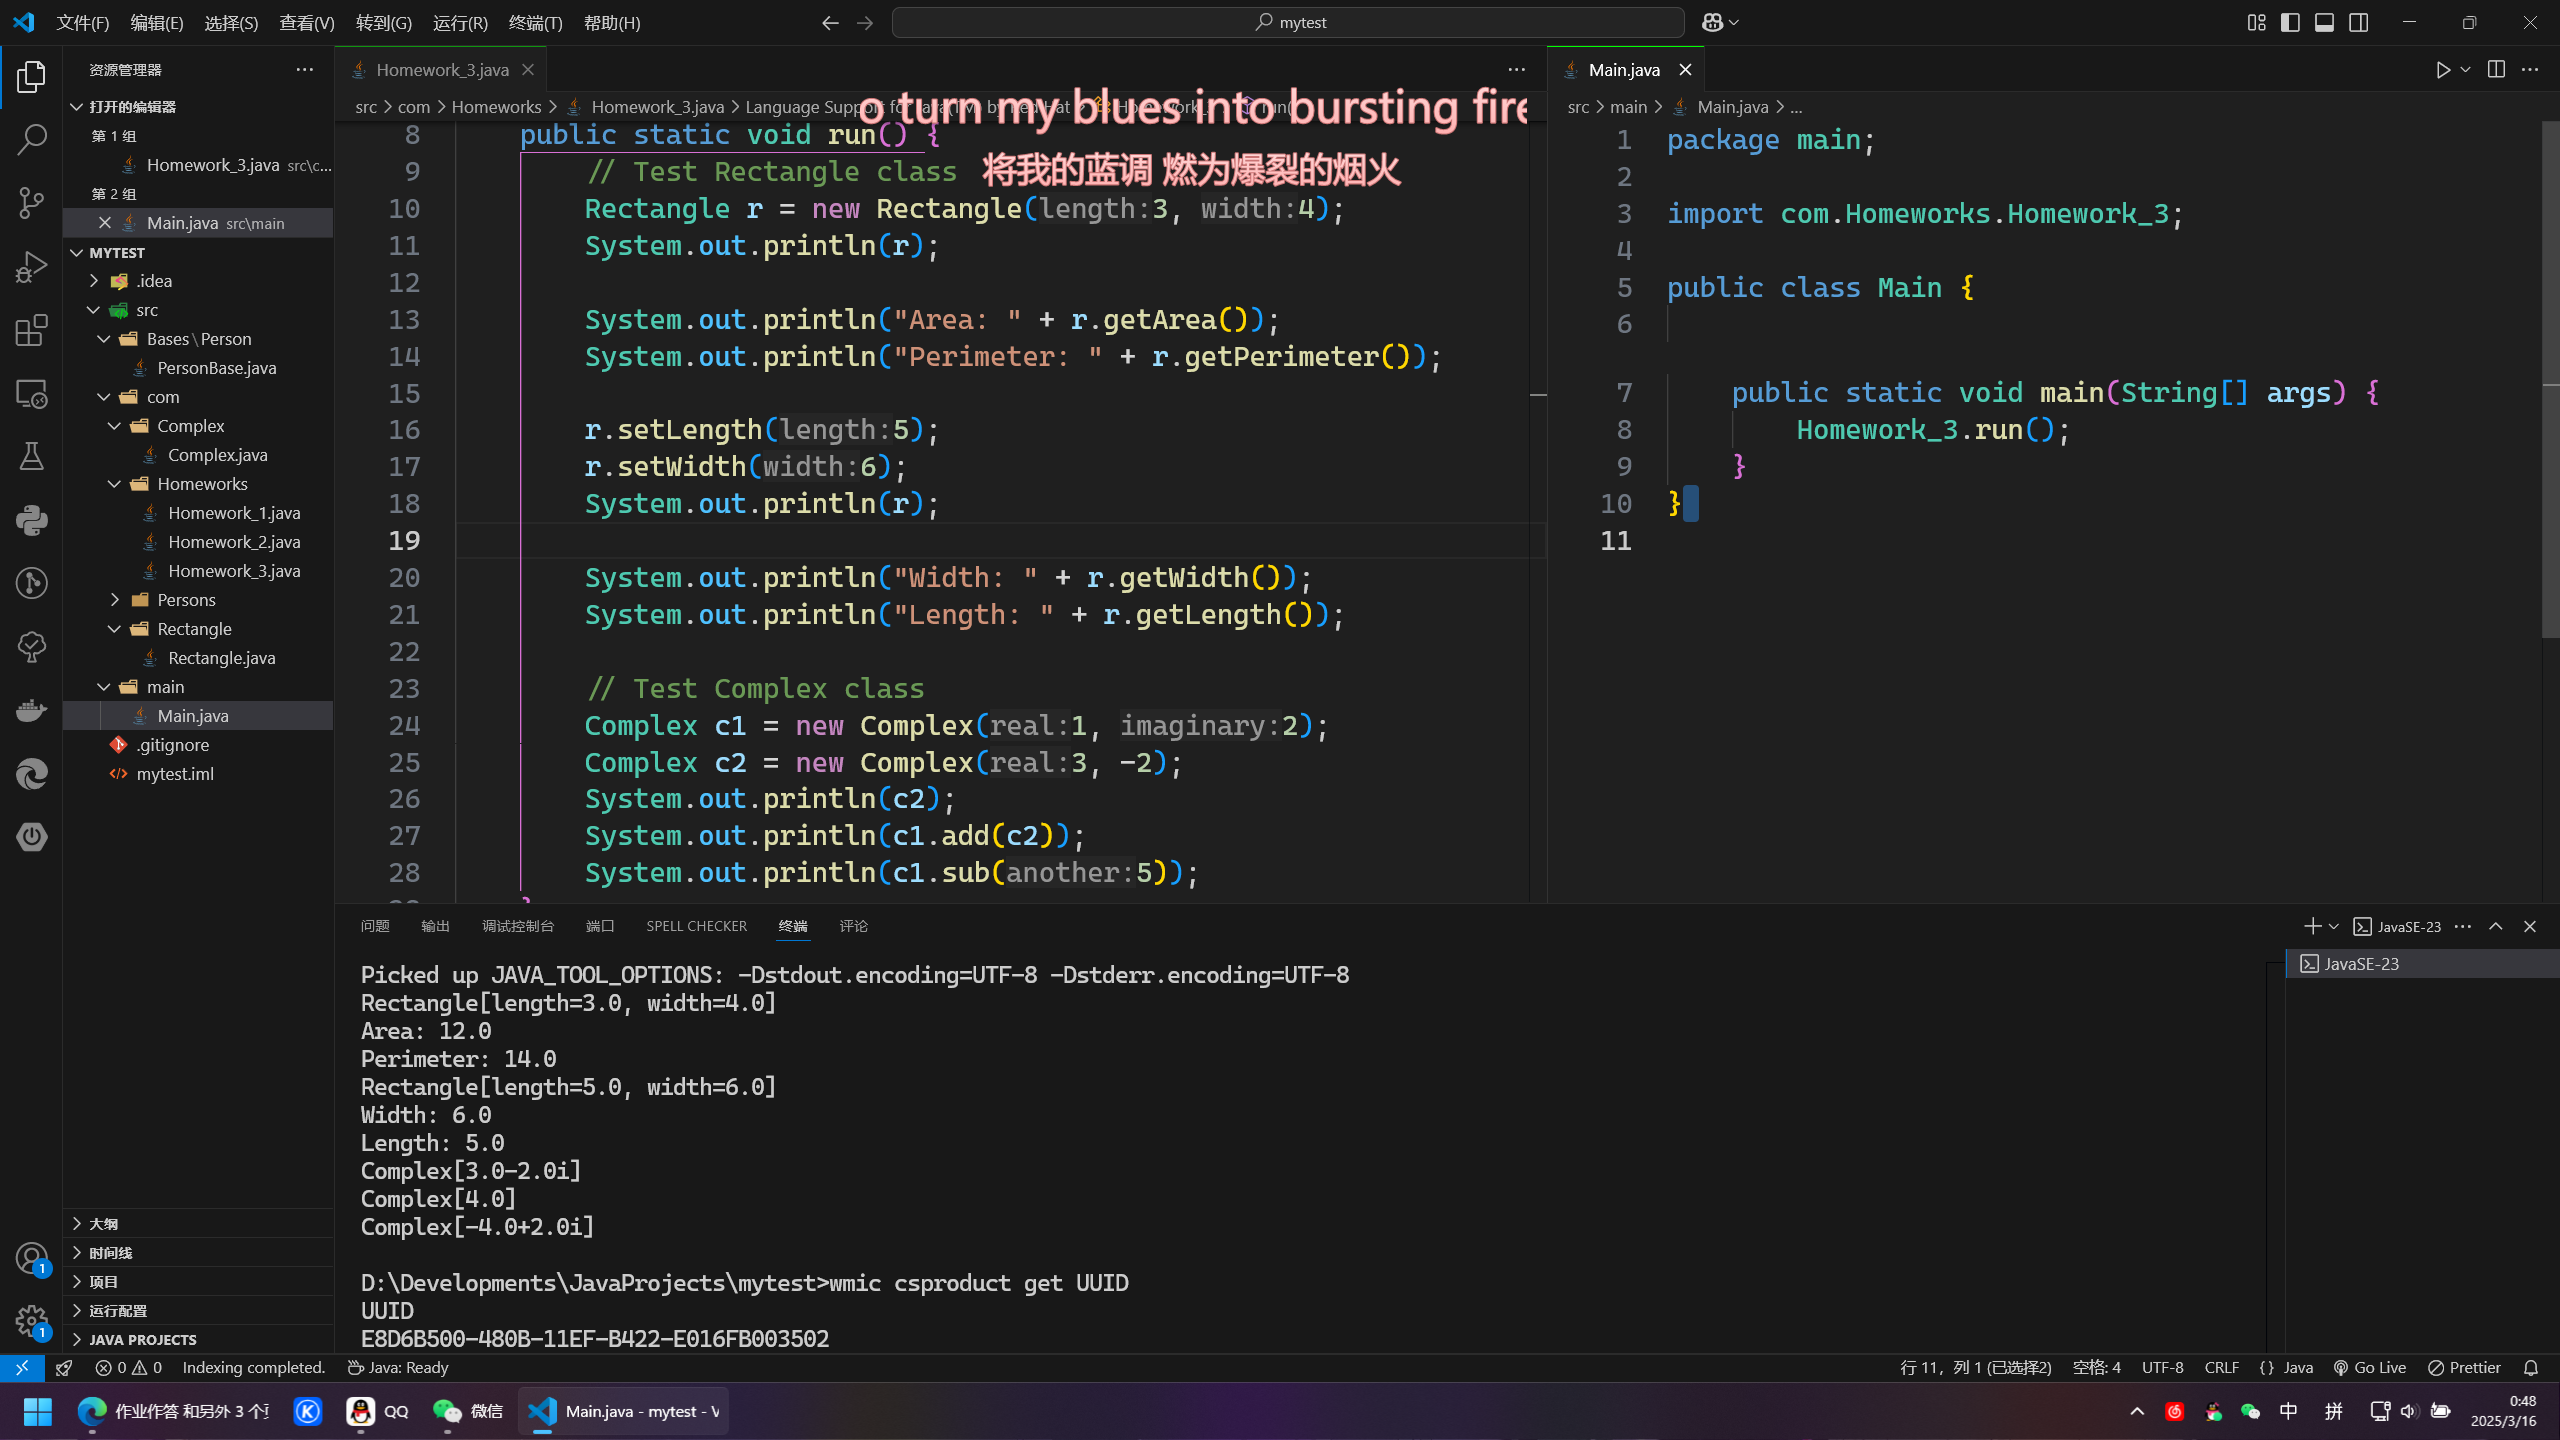 文件(F) 编辑(E) 选择(S) 查看(V) 转到(G) 运行(R) 终端(T) 帮助(H)
mytest
资源管理器
打开的编辑器
第 1 组
Homework_3.java src\c...
第 2 组
Main.java src\main
MYTEST
.idea
src
Bases\Person
PersonBase.java
com
Complex
Complex.java
Homeworks
Homework_1.java
Homework_2.java
Homework_3.java
Persons
Rectangle
Rectangle.java
main
Main.java
.gitignore
mytest.iml
大纲
时间线
项目
运行配置
JAVA PROJECTS
Homework_3.java
src > com > Homeworks > Homework_3.java > Language Support for Java(TM) by Red Hat >
o turn my blues into bursting fire
将我的蓝调 燃为爆裂的烟火
8 public static void run() {
9 // Test Rectangle class
10 Rectangle r = new Rectangle(length:3, width:4);
11 System.out.println(r);
12
13 System.out.println("Area: " + r.getArea());
14 System.out.println("Perimeter: " + r.getPerimeter());
15
16 r.setLength(length:5);
17 r.setWidth(width:6);
18 System.out.println(r);
19
20 System.out.println("Width: " + r.getWidth());
21 System.out.println("Length: " + r.getLength());
22
23 // Test Complex class
24 Complex c1 = new Complex(real:1, imaginary:2);
25 Complex c2 = new Complex(real:3, -2);
26 System.out.println(c2);
27 System.out.println(c1.add(c2));
28 System.out.println(c1.sub(another:5));
Main.java
src > main > Main.java > ...
1 package main;
2
3 import com.Homeworks.Homework_3;
4
5 public class Main {
6
7 public static void main(String[] args) {
8 Homework_3.run();
9 }
10 }
11
问题 输出 调试控制台 端口 SPELL CHECKER 终端 评论
JavaSE-23
JavaSE-23
Picked up JAVA_TOOL_OPTIONS: -Dstdout.encoding=UTF-8 -Dstderr.encoding=UTF-8
Rectangle[length=3.0, width=4.0]
Area: 12.0
Perimeter: 14.0
Rectangle[length=5.0, width=6.0]
Width: 6.0
Length: 5.0
Complex[3.0-2.0i]
Complex[4.0]
Complex[-4.0+2.0i]
D:\Developments\JavaProjects\mytest>wmic csproduct get UUID
UUID
E8D6B500-480B-11EF-B422-E016FB003502
1
1
0 0 Indexing completed. Java: Ready
行 11, 列 1 (已选择2) 空格: 4 UTF-8 CRLF {} Java Go Live Prettier
作业作答 和另外 3 个 QQ 微信 Main.java - mytest - V
中 拼
0:48
2025/3/16